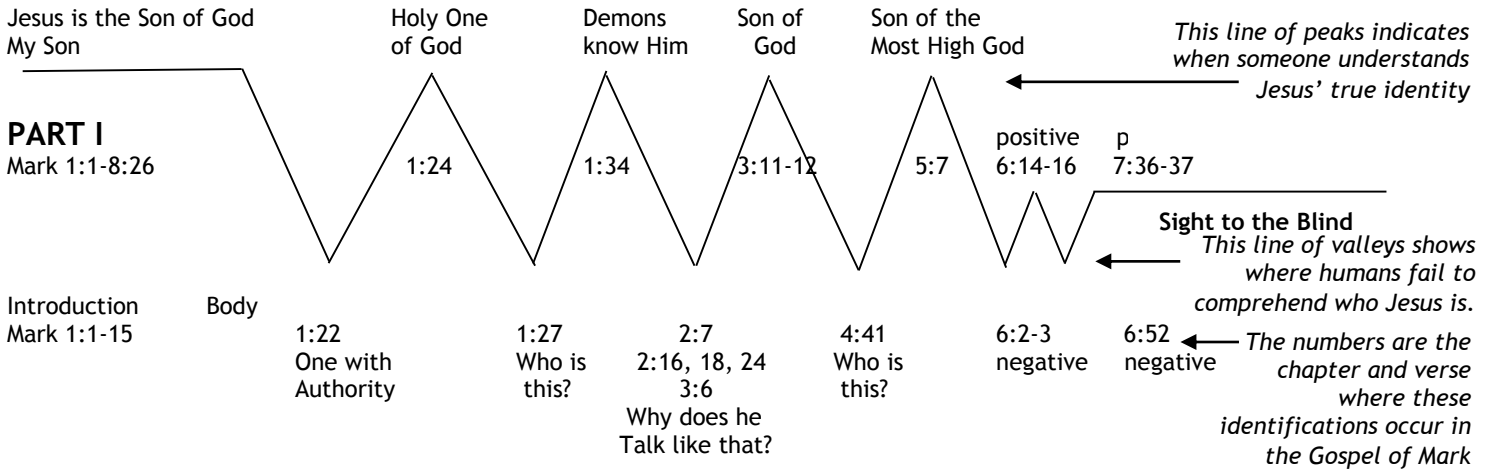 Jesus is the Son of God
My Son
Holy One
of God
Demons
know Him
Son of
God
Son of the
Most High God
This line of peaks indicates
when someone understands
Jesus’ true identity
PART I
Mark 1:1-8:26
1:24
1:34
3:11-12
5:7
positive
6:14-16
p
7:36-37
Sight to the Blind
This line of valleys shows
where humans fail to
comprehend who Jesus is.
Introduction
Mark 1:1-15
Body
1:22
One with
Authority
1:27
Who is
this?
2:7
2:16, 18, 24
3:6
Why does he
Talk like that?
4:41
Who is
this?
6:2-3
negative
6:52
negative
The numbers are the
chapter and verse
where these
identifications occur in
the Gospel of Mark